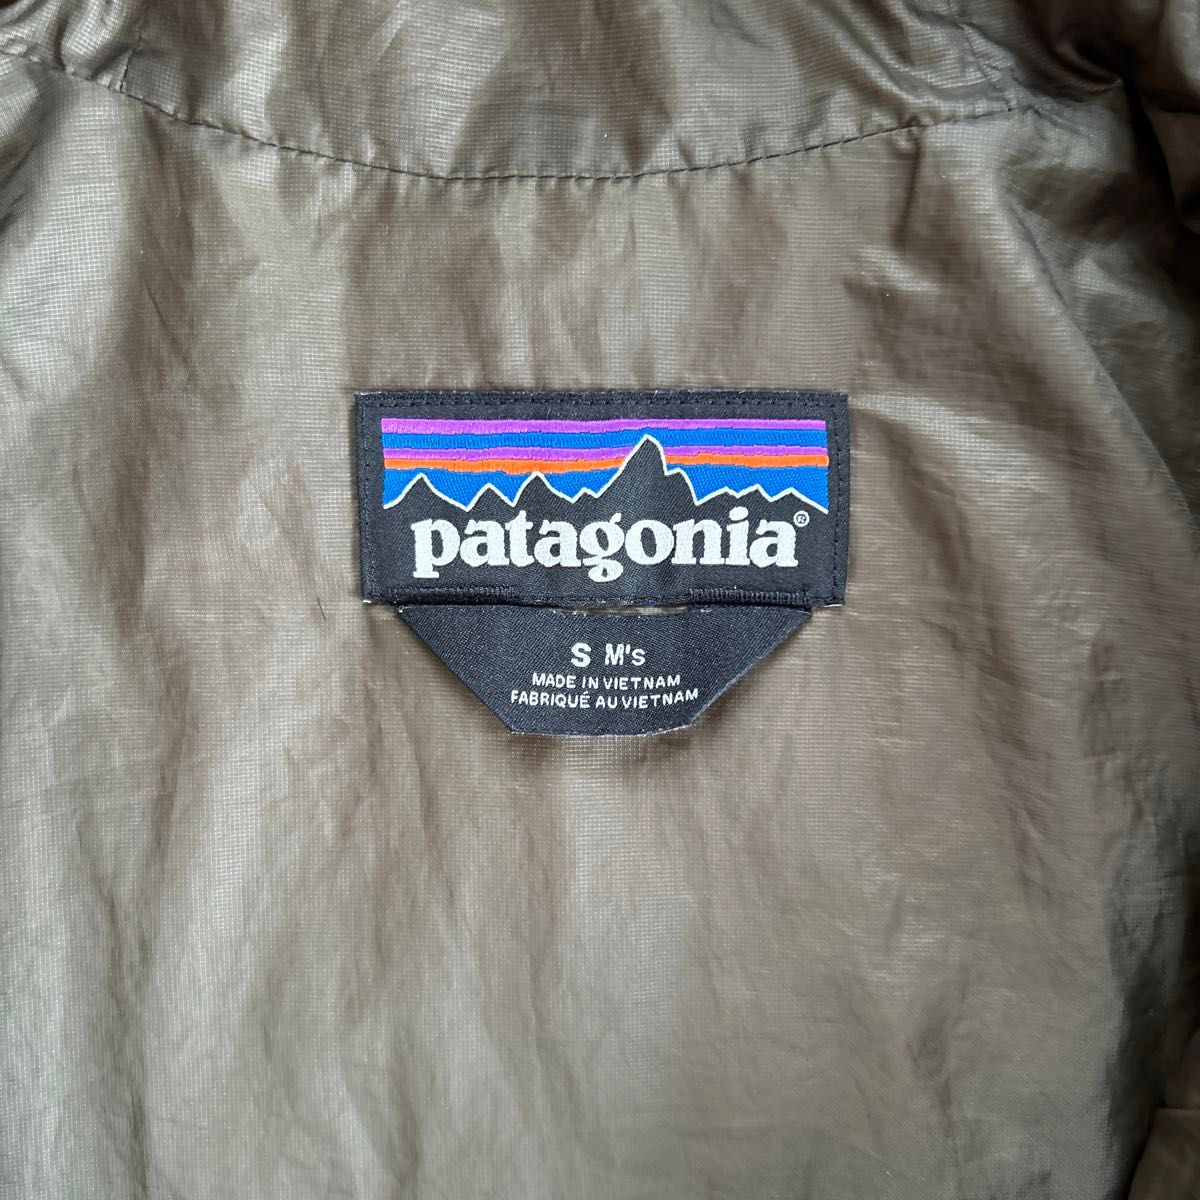 patagonia®
S M's
MADE IN VIETNAM
FABRIQUÉ AU VIETNAM